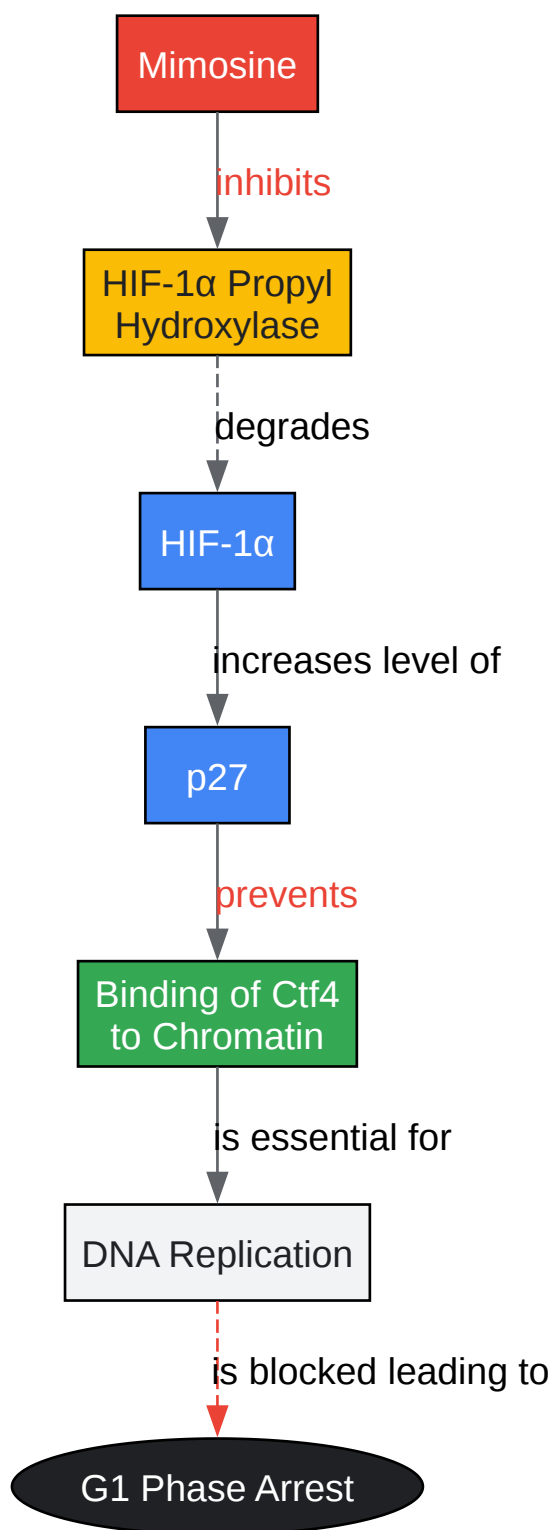 Mimosine
inhibits
HIF-1α Propyl
Hydroxylase
degrades
HIF-1α
increases level of
p27
prevents
Binding of Ctf4
to Chromatin
is essential for
DNA Replication
is blocked leading to
G1 Phase Arrest